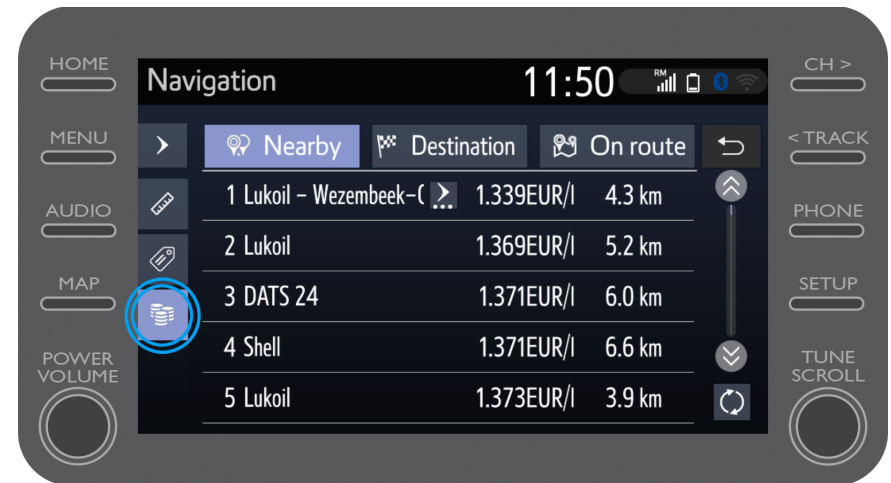 HOME
MENU
AUDIO
MAP
POWER
VOLUME
Navigation 11:50 RM
Nearby Destination On route
1 Lukoil – Wezembeek–( 1.339EUR/l 4.3 km
2 Lukoil 1.369EUR/l 5.2 km
3 DATS 24 1.371EUR/l 6.0 km
4 Shell 1.371EUR/l 6.6 km
5 Lukoil 1.373EUR/l 3.9 km
CH >
< TRACK
PHONE
SETUP
TUNE
SCROLL